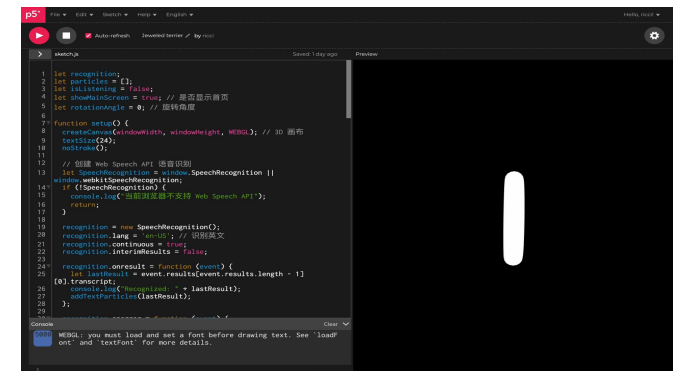 p5* File Edit Sketch Help English Hello, ricci!
Auto-refresh Jeweled terrier by ricci
sketch.js Saved: 1 day ago Preview
1 let recognition;
2 let particles = [];
3 let isListening = false;
4 let showMainScreen = true; // 是否显示首页
5 let rotationAngle = 0; // 旋转角度
6
7 function setup() {
8 createCanvas(windowWidth, windowHeight, WEBGL); // 3D 画布
9 textSize(24);
10 noStroke();
11
12 // 创建 Web Speech API 语音识别
13 let SpeechRecognition = window.SpeechRecognition ||
window.webkitSpeechRecognition;
14 if (!SpeechRecognition) {
15 console.log("当前浏览器不支持 Web Speech API");
16 return;
17 }
18
19 recognition = new SpeechRecognition();
20 recognition.lang = 'en-US'; // 识别英文
21 recognition.continuous = true;
22 recognition.interimResults = false;
23
24 recognition.onresult = function (event) {
25 let lastResult = event.results[event.results.length - 1]
[0].transcript;
26 console.log("Recognized: " + lastResult);
27 addTextParticles(lastResult);
28 };
29
Console Clear
WEBGL: you must load and set a font before drawing text. See `loadF
ont` and `textFont` for more details.